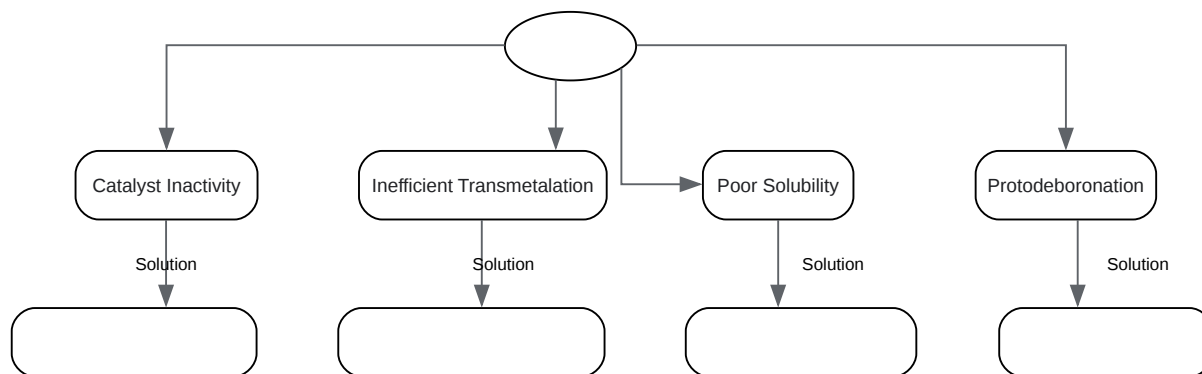 Catalyst Inactivity
Inefficient Transmetalation
Poor Solubility
Protodeboronation
Solution
Solution
Solution
Solution